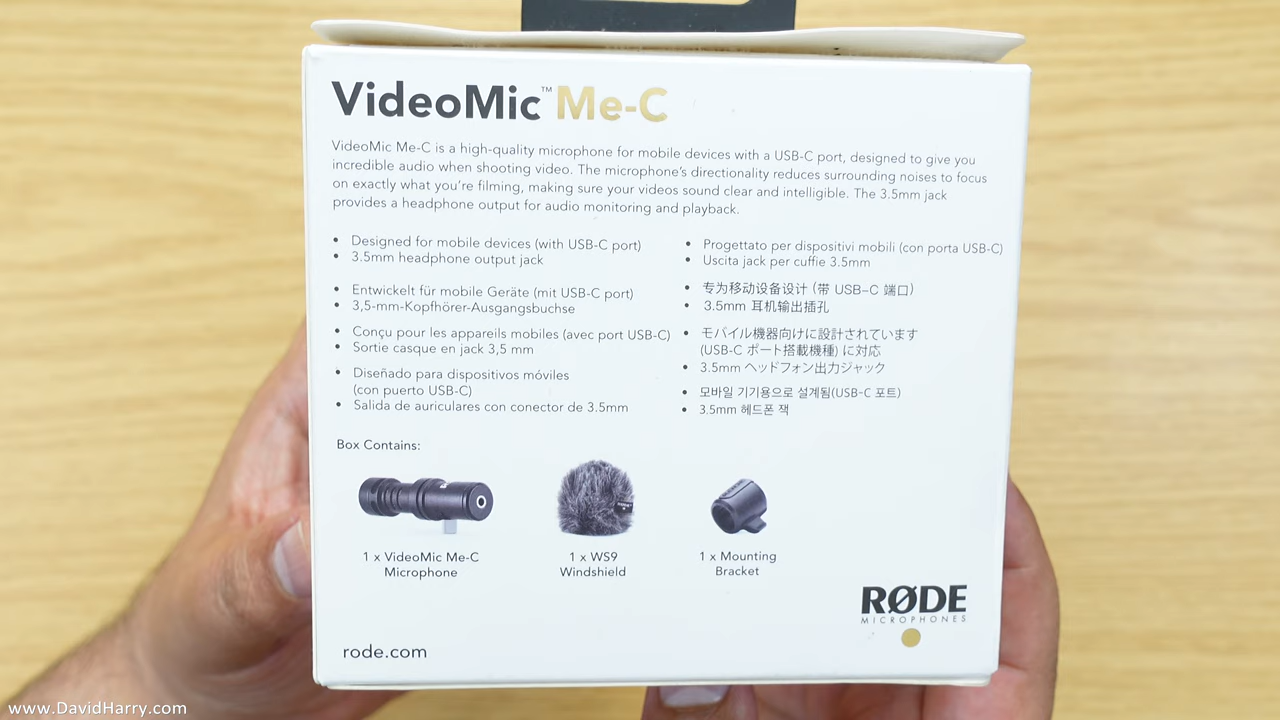 VideoMic™ Me-C
VideoMic Me-C is a high-quality microphone for mobile devices with a USB-C port, designed to give you
incredible audio when shooting video. The microphone's directionality reduces surrounding noises to focus
on exactly what you're filming, making sure your videos sound clear and intelligible. The 3.5mm jack
provides a headphone output for audio monitoring and playback.
• Designed for mobile devices (with USB-C port)
• 3.5mm headphone output jack
• Entwickelt für mobile Geräte (mit USB-C port)
• 3,5-mm-Kopfhörer-Ausgangsbuchse
• Conçu pour les appareils mobiles (avec port USB-C)
• Sortie casque en jack 3,5 mm
• Diseñado para dispositivos móviles
(con puerto USB-C)
• Salida de auriculares con conector de 3.5mm
• Progettato per dispositivi mobili (con porta USB-C)
• Uscita jack per cuffie 3.5mm
• 专为移动设备设计（带 USB-C 端口）
• 3.5mm 耳机输出插孔
• モバイル機器向けに設計されています
(USB-C ポート搭載機種) に対応
• 3.5mm ヘッドフォン出力ジャック
• 모바일 기기용으로 설계됨(USB-C 포트)
• 3.5mm 헤드폰 잭
Box Contains:
1 x VideoMic Me-C
Microphone
1 x WS9
Windshield
1 x Mounting
Bracket
RØDE
MICROPHONES
rode.com
www.DavidHarry.com